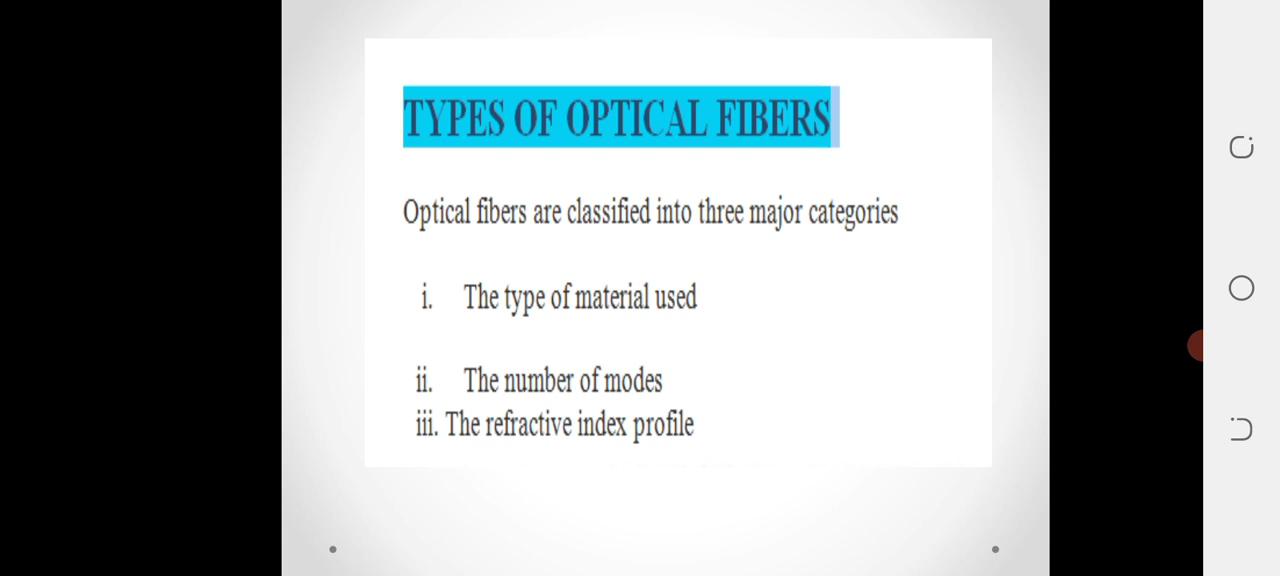 TYPES OF OPTICAL FIBERS
Optical fibers are classified into three major categories
i. The type of material used
ii. The number of modes
iii. The refractive index profile